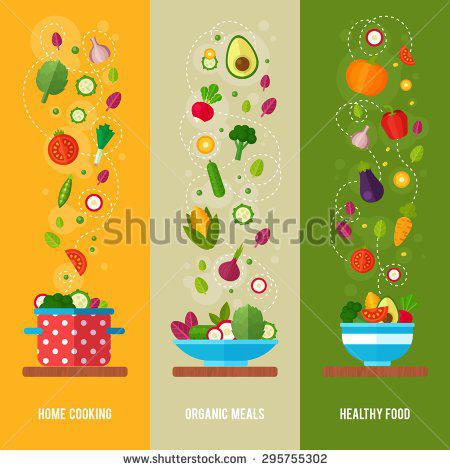 shutterstock
HOME COOKING
ORGANIC MEALS
HEALTHY FOOD
www.shutterstock.com · 295755302